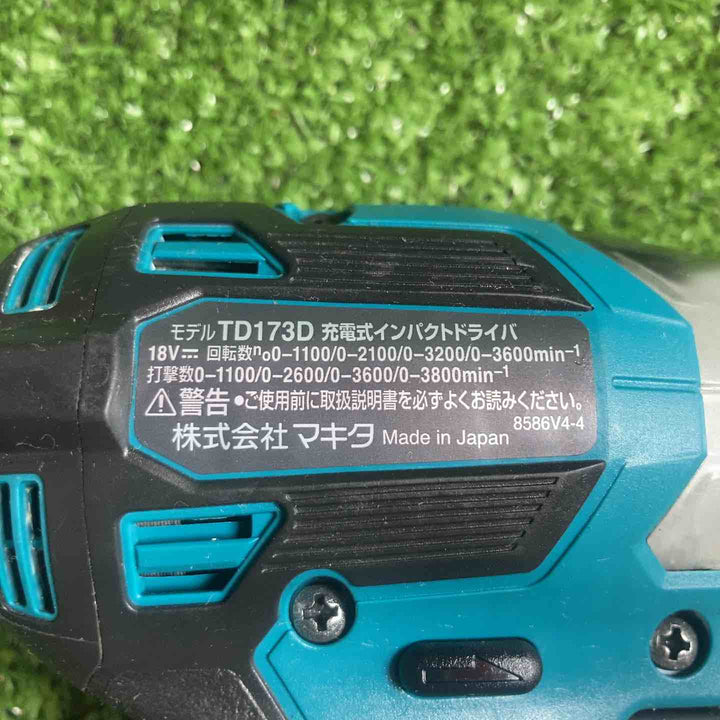 モデル TD173D 充電式インパクトドライバ
18V⎓ 回転数n₀0−1100/0−2100/0−3200/0−3600min⁻¹
打撃数0−1100/0−2600/0−3600/0−3800min⁻¹
⚠警告 •ご使用前に取扱説明書を必ずよくお読みください。
8586V4-4
株式会社 マキタ Made in Japan